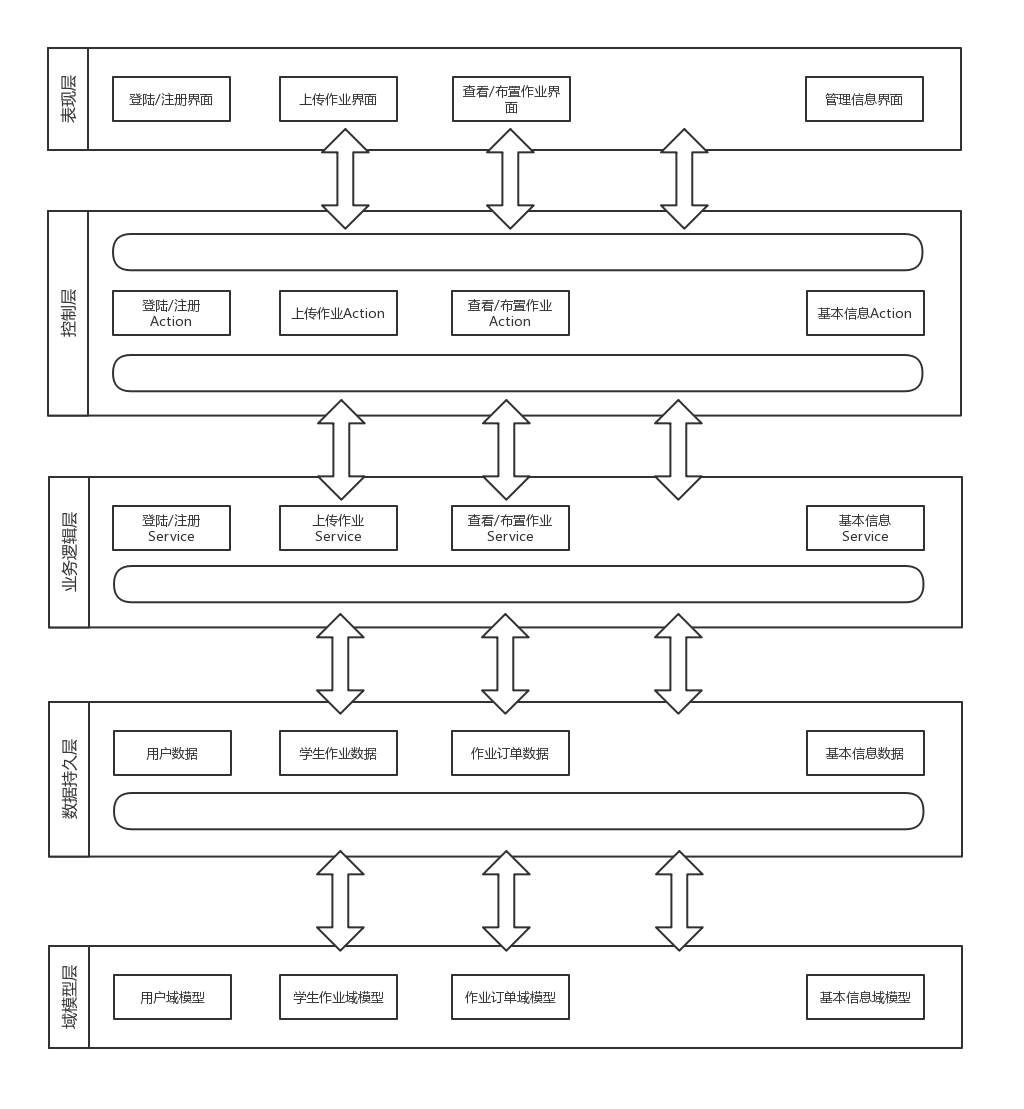 表现层
登陆/注册界面
上传作业界面
查看/布置作业界
面
管理信息界面
控制层
登陆/注册
Action
上传作业Action
查看/布置作业
Action
基本信息Action
业务逻辑层
登陆/注册
Service
上传作业
Service
查看/布置作业
Service
基本信息
Service
数据持久层
用户数据
学生作业数据
作业订单数据
基本信息数据
域模型层
用户域模型
学生作业域模型
作业订单域模型
基本信息域模型